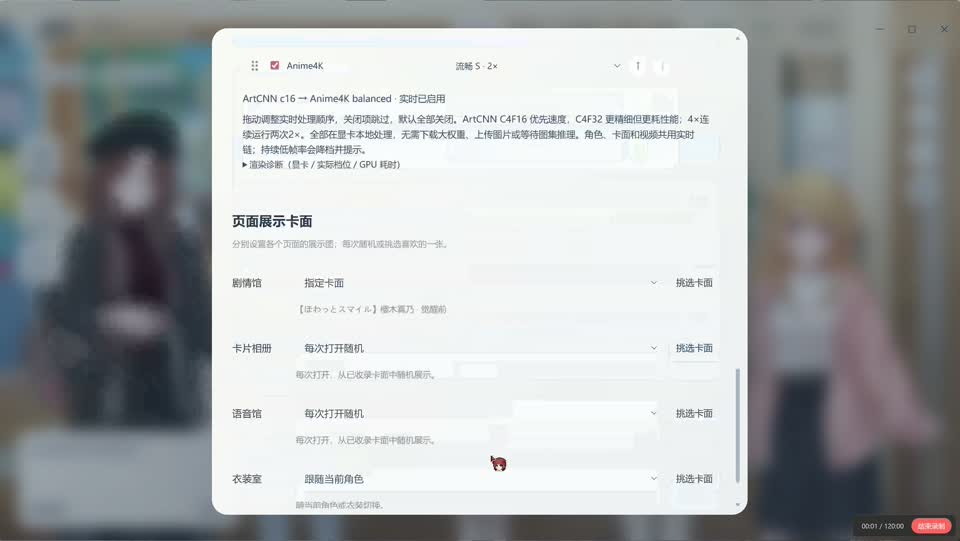 Anime4K
流畅 S · 2×
ArtCNN c16 → Anime4K balanced · 实时已启用
拖动调整实时处理顺序，关闭项跳过，默认全部关闭。ArtCNN C4F16 优先速度，C4F32 更精细但更耗性能；4×连
续运行两次2×。全部在显卡本地处理，无需下载大权重、上传图片或等待图集推理。角色、卡面和视频共用实时
链；持续低帧率会降档并提示。
渲染诊断（显卡 / 实际档位 / GPU 耗时）
页面展示卡面
分别设置各个页面的展示图；每次随机或挑选喜欢的一张。
剧情馆 指定卡面 挑选卡面
【ほわっとスマイル】櫻木真乃 · 觉醒前
卡片相册 每次打开随机 挑选卡面
每次打开，从已收录卡面中随机展示。
语音馆 每次打开随机 挑选卡面
每次打开，从已收录卡面中随机展示。
衣装室 跟随当前角色 挑选卡面
随当前角色或衣装切换。
00:01 / 120:00 结束录制